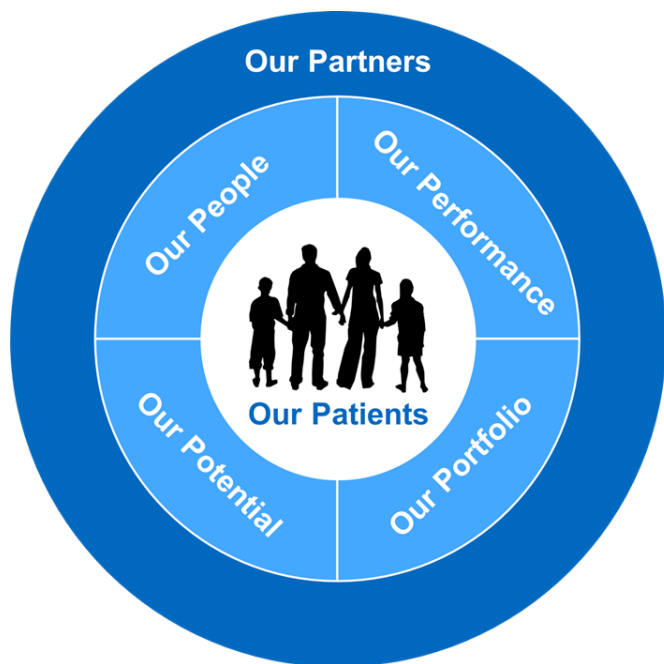 Our Partners
Our People
Our Performance
Our Patients
Our Potential
Our Portfolio